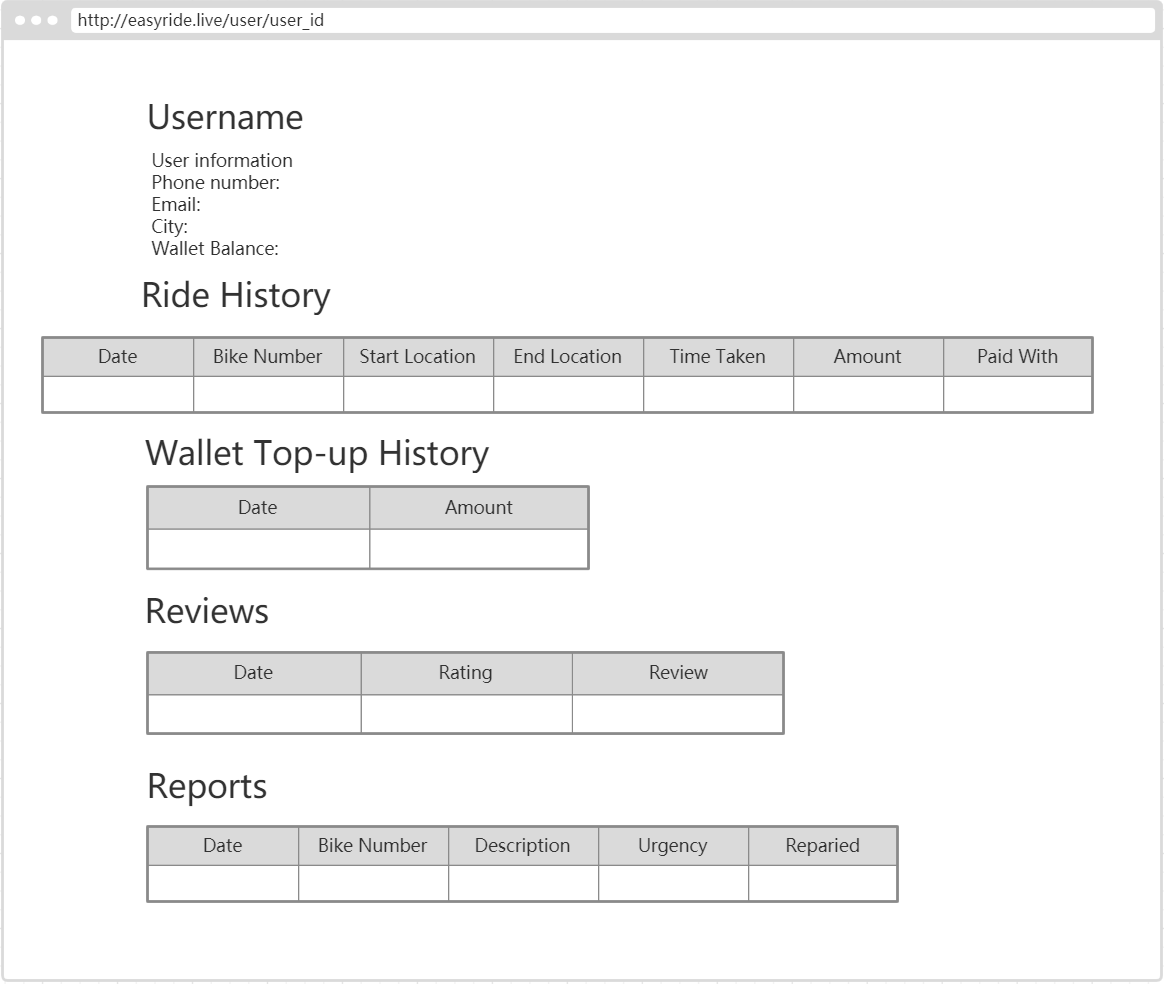 http://easyride.live/user/user_id
Username
User information
Phone number:
Email:
City:
Wallet Balance:
Ride History
Date Bike Number Start Location End Location Time Taken Amount Paid With
Wallet Top-up History
Date Amount
Reviews
Date Rating Review
Reports
Date Bike Number Description Urgency Reparied